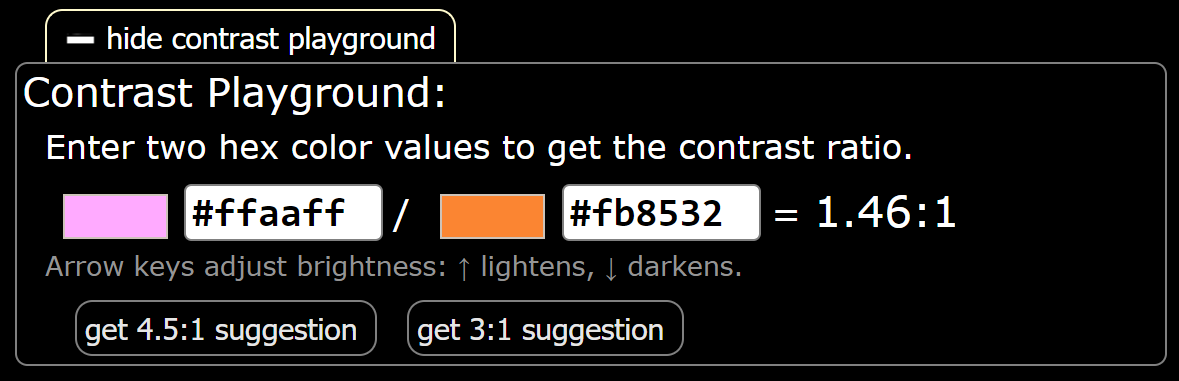 hide contrast playground
Contrast Playground:
Enter two hex color values to get the contrast ratio.
#ffaaff / #fb8532 = 1.46:1
Arrow keys adjust brightness: ↑ lightens, ↓ darkens.
get 4.5:1 suggestion get 3:1 suggestion